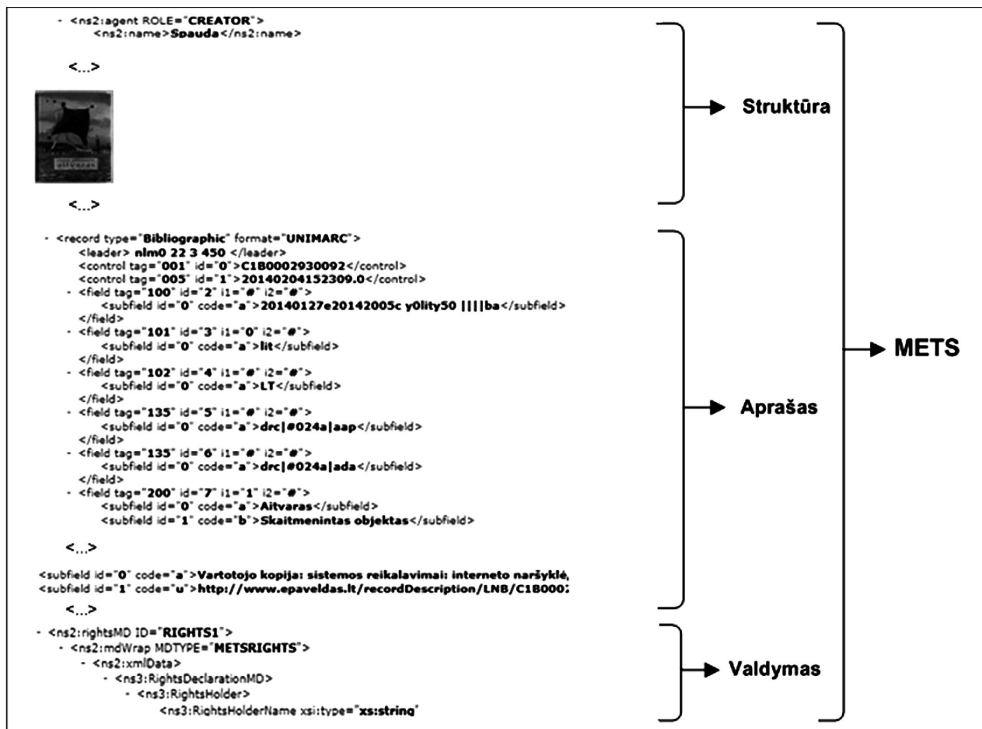 - <ns2:agent ROLE="CREATOR">
<ns2:name>Spauda</ns2:name>
<...>
<...>
Struktūra
- <record type="Bibliographic" format="UNIMARC">
<leader> nlm0 22 3 450 </leader>
<control tag="001" id="0">C1B0002930092</control>
<control tag="005" id="1">20140204152309.0</control>
- <field tag="100" id="2" i1="#" i2="#">
<subfield id="0" code="a">20140127e20142005c y0lity50 ||||ba</subfield>
</field>
- <field tag="101" id="3" i1="0" i2="#">
<subfield id="0" code="a">lit</subfield>
</field>
- <field tag="102" id="4" i1="#" i2="#">
<subfield id="0" code="a">LT</subfield>
</field>
- <field tag="135" id="5" i1="#" i2="#">
<subfield id="0" code="a">drc|#024a|aap</subfield>
</field>
- <field tag="135" id="6" i1="#" i2="#">
<subfield id="0" code="a">drc|#024a|ada</subfield>
</field>
- <field tag="200" id="7" i1="1" i2="#">
<subfield id="0" code="a">Aitvaras</subfield>
<subfield id="1" code="b">Skaitmenintas objektas</subfield>
<...>
<subfield id="0" code="a">Vartotojo kopija: sistemos reikalavimai: interneto naršyklė,
<subfield id="1" code="u">http://www.epaveldas.lt/recordDescription/LNB/C1B000
<...>
Aprašas
- <ns2:rightsMD ID="RIGHTS1">
- <ns2:mdWrap MDTYPE="METSRIGHTS">
- <ns2:xmlData>
- <ns3:RightsDeclarationMD>
- <ns3:RightsHolder>
<ns3:RightsHolderName xsi:type="xs:string"
Valdymas
METS